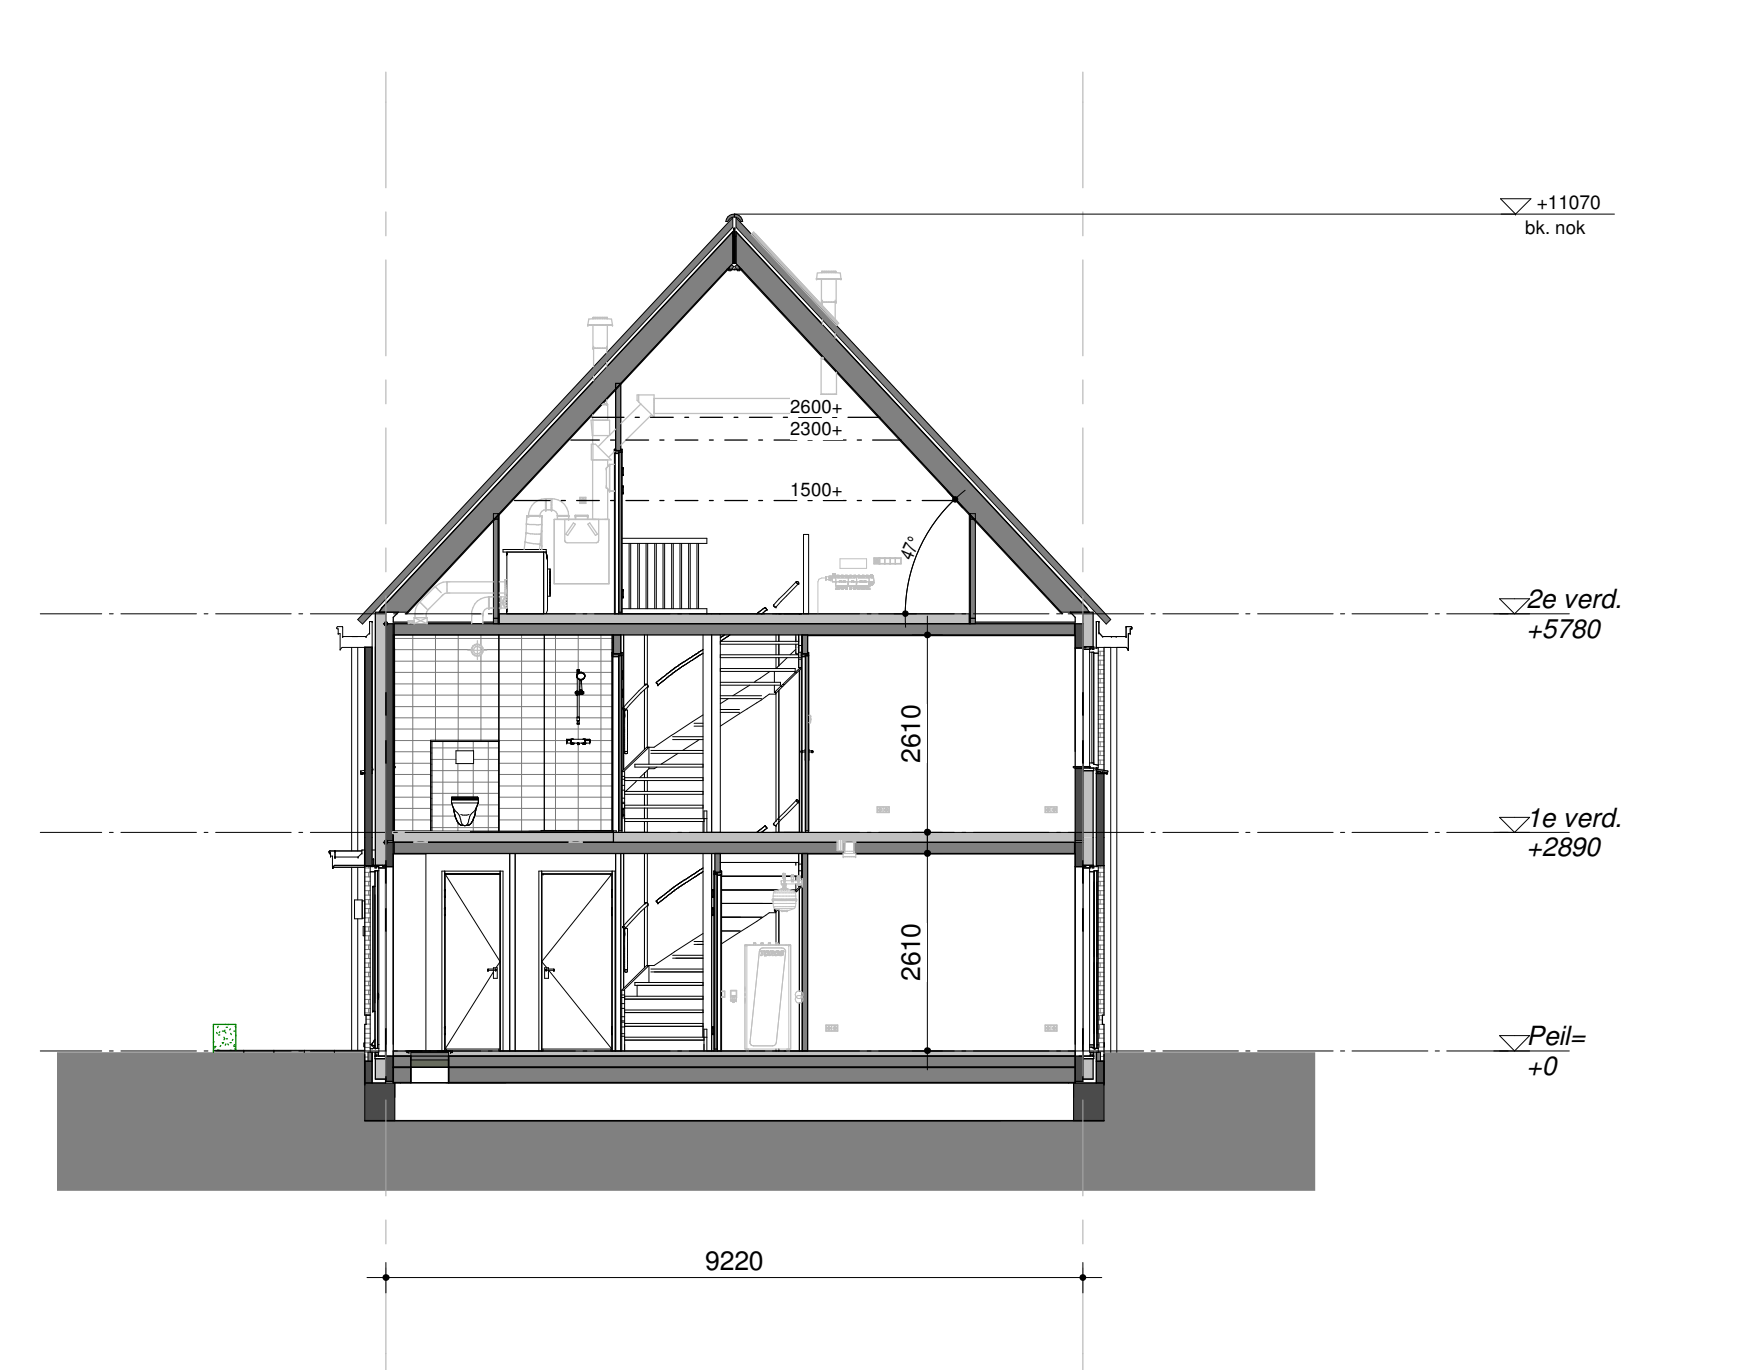 +11070
bk. nok
2600+
2300+
1500+
47°
2e verd.
+5780
2610
1e verd.
+2890
2610
Peil=
+0
9220